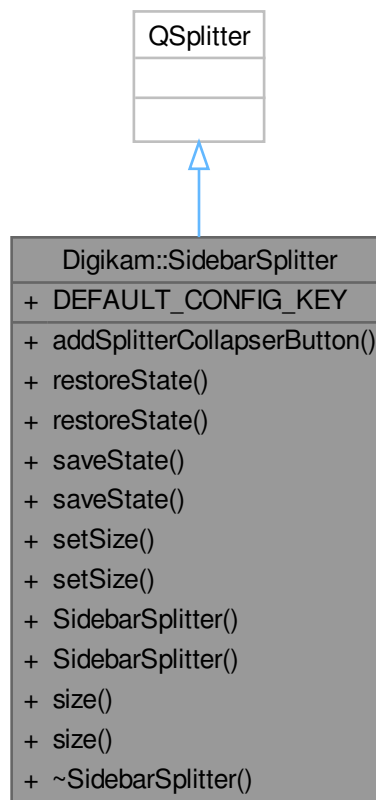 QSplitter
Digikam::SidebarSplitter
+ DEFAULT_CONFIG_KEY
+ addSplitterCollapserButton()
+ restoreState()
+ restoreState()
+ saveState()
+ saveState()
+ setSize()
+ setSize()
+ SidebarSplitter()
+ SidebarSplitter()
+ size()
+ size()
+ ~SidebarSplitter()